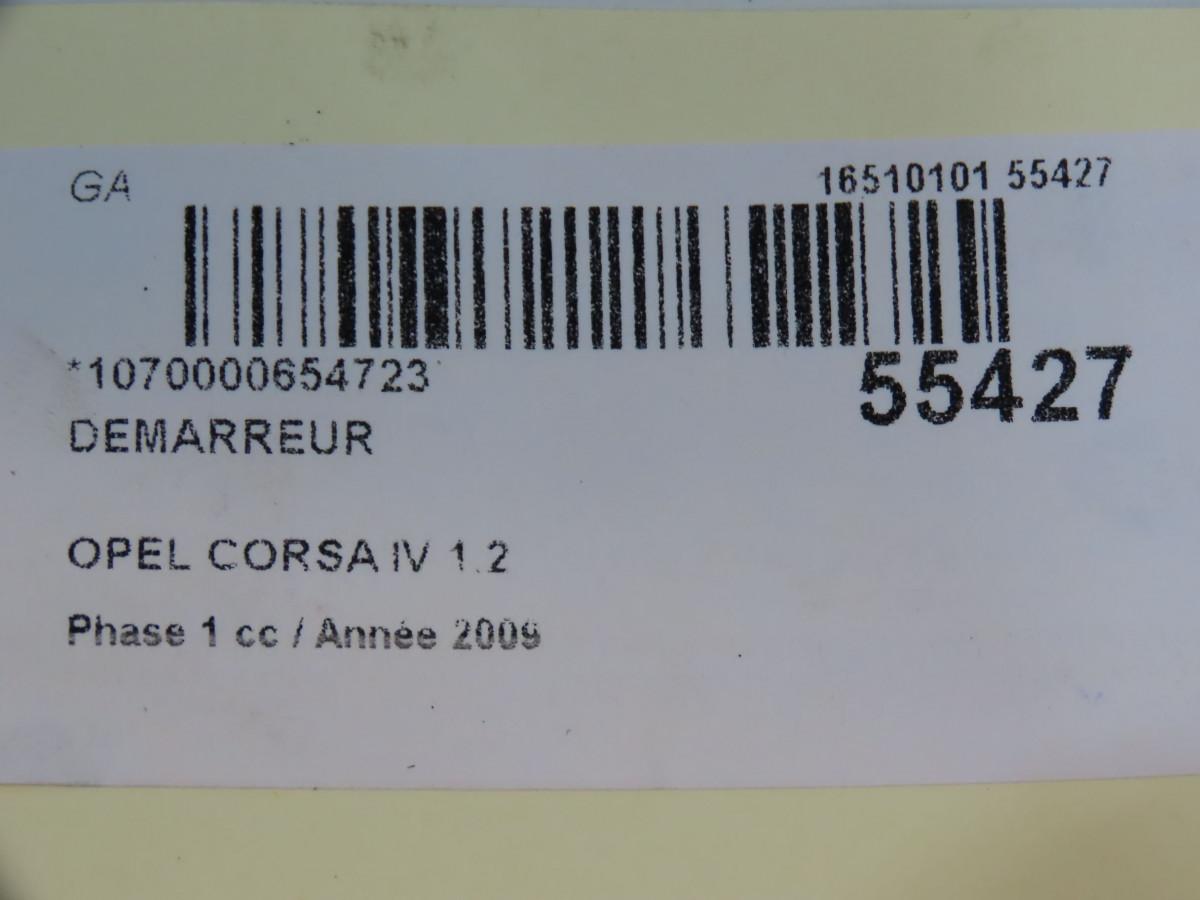 GA 16510101 55427
*1070000654723*
55427
DEMARREUR
OPEL CORSA IV 1.2
Phase 1 cc / Année 2009